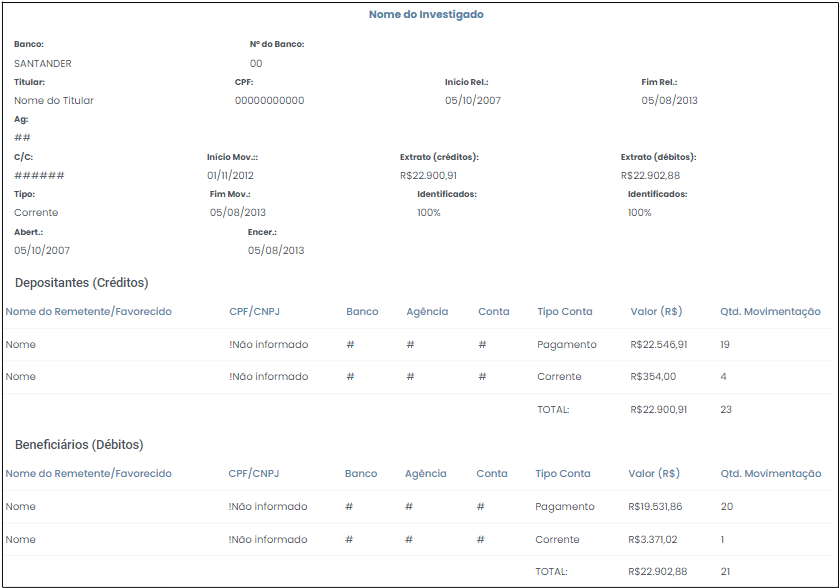 Nome do Investigado
Banco: Nº do Banco:
SANTANDER 00
Titular: CPF: Início Rel.: Fim Rel.:
Nome do Titular 00000000000 05/10/2007 05/08/2013
Ag:
##
C/C: Início Mov.:: Extrato (créditos): Extrato (débitos):
###### 01/11/2012 R$22.900,91 R$22.902,88
Tipo: Fim Mov.: Identificados: Identificados:
Corrente 05/08/2013 100% 100%
Abert.: Encer.:
05/10/2007 05/08/2013
Depositantes (Créditos)
Nome do Remetente/Favorecido CPF/CNPJ Banco Agência Conta Tipo Conta Valor (R$) Qtd. Movimentação
Nome !Não informado # # # Pagamento R$22.546,91 19
Nome !Não informado # # # Corrente R$354,00 4
TOTAL: R$22.900,91 23
Beneficiários (Débitos)
Nome do Remetente/Favorecido CPF/CNPJ Banco Agência Conta Tipo Conta Valor (R$) Qtd. Movimentação
Nome !Não informado # # # Pagamento R$19.531,86 20
Nome !Não informado # # # Corrente R$3.371,02 1
TOTAL: R$22.902,88 21